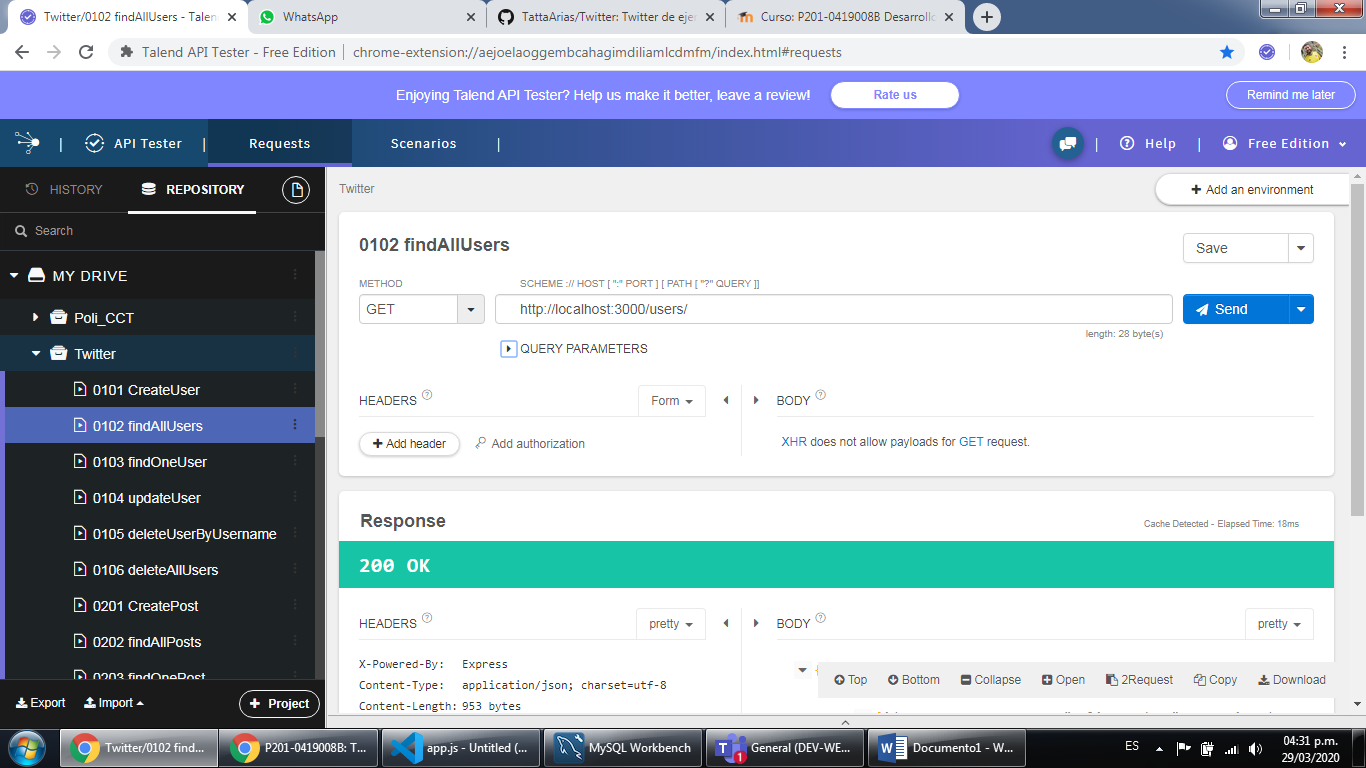 Twitter/0102 findAllUsers - Talen
WhatsApp
TattaArias/Twitter: Twitter de eje
Curso: P201-0419008B Desarrollo
Talend API Tester - Free Edition | chrome-extension://aejoelaoggembcahagimdiliamlcdmfm/index.html#requests
Enjoying Talend API Tester? Help us make it better, leave a review!
Rate us
Remind me later
API Tester
Requests
Scenarios
Help
Free Edition
HISTORY
REPOSITORY
Search
MY DRIVE
Poli_CCT
Twitter
0101 CreateUser
0102 findAllUsers
0103 findOneUser
0104 updateUser
0105 deleteUserByUsername
0106 deleteAllUsers
0201 CreatePost
0202 findAllPosts
0203 findOnePost
Export
Import
+ Project
Twitter
+ Add an environment
0102 findAllUsers
Save
METHOD
SCHEME :// HOST [ ":" PORT ] [ PATH [ "?" QUERY ]]
GET
http://localhost:3000/users/
Send
length: 28 byte(s)
QUERY PARAMETERS
HEADERS ?
Form
BODY ?
+ Add header
Add authorization
XHR does not allow payloads for GET request.
Response
Cache Detected - Elapsed Time: 18ms
200 OK
HEADERS ?
pretty
BODY ?
pretty
X-Powered-By: Express
Content-Type: application/json; charset=utf-8
Content-Length: 953 bytes
{
Top
Bottom
Collapse
Open
2Request
Copy
Download
Twitter/0102 find...
P201-0419008B: T...
app.js - Untitled (...
MySQL Workbench
1
General (DEV-WE...
Documento1 - W...
ES
04:31 p.m.
29/03/2020